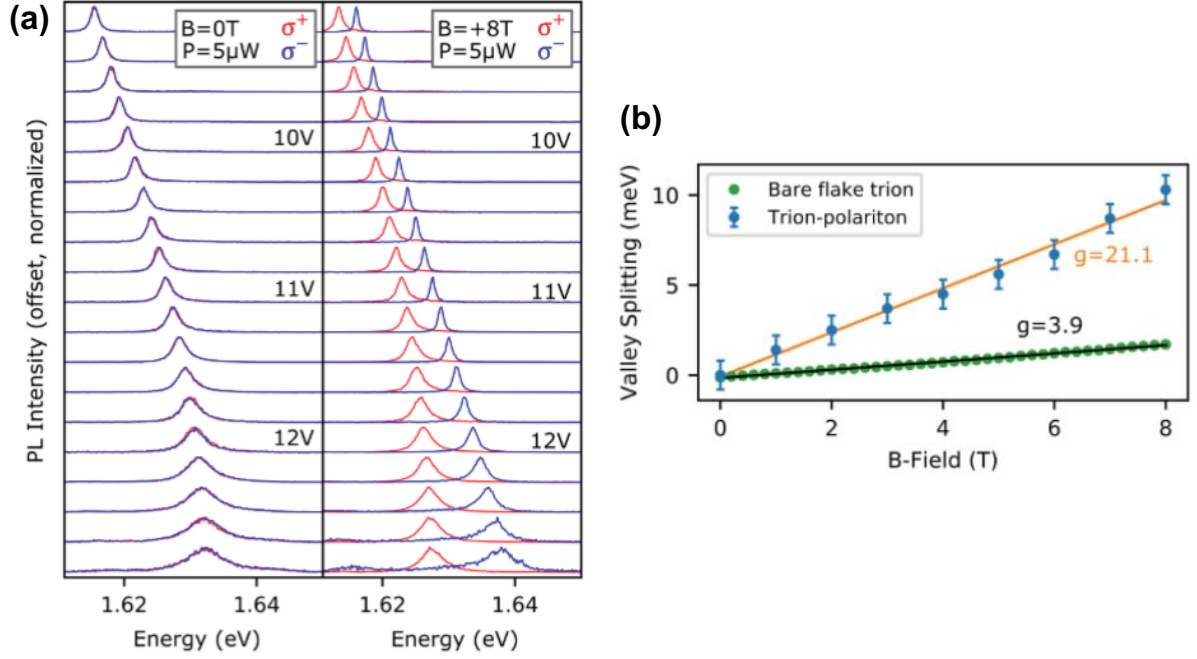 (a)
B=0T σ⁺
P=5μW σ⁻
B=+8T σ⁺
P=5μW σ⁻
10V
10V
11V
11V
12V
12V
PL Intensity (offset, normalized)
1.62
1.64
1.62
1.64
Energy (eV)
Energy (eV)
(b)
Bare flake trion
Trion-polariton
g=21.1
g=3.9
10
5
0
Valley Splitting (meV)
0
2
4
6
8
B-Field (T)